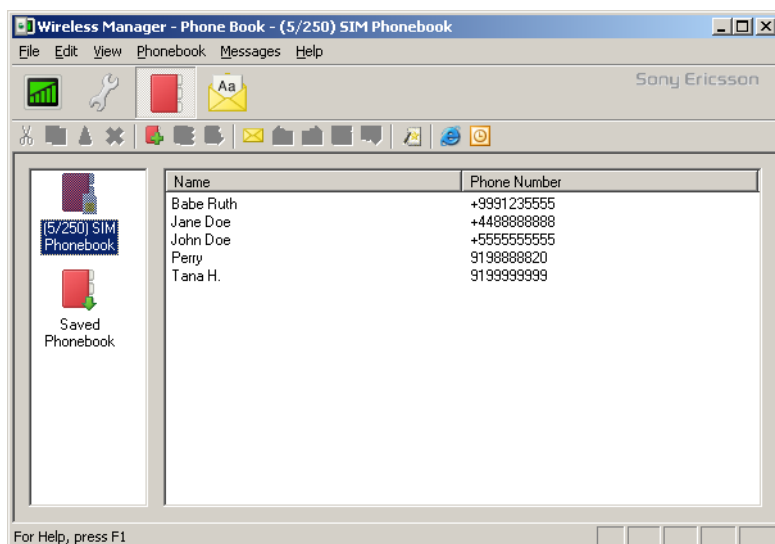 Wireless Manager - Phone Book - (5/250) SIM Phonebook
File Edit View Phonebook Messages Help
Aa
Sony Ericsson
Name Phone Number
Babe Ruth +9991235555
Jane Doe +4488888888
John Doe +5555555555
Perry 9198888820
Tana H. 9199999999
(5/250) SIM
Phonebook
Saved
Phonebook
For Help, press F1